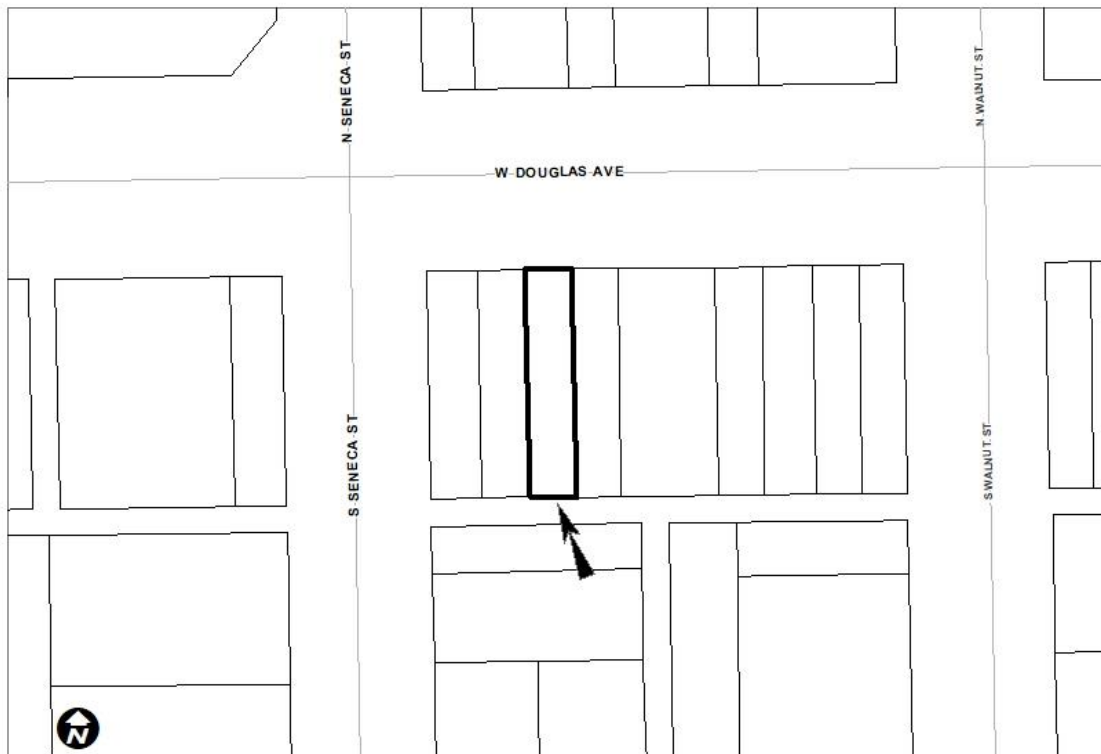 N SENECA ST
N WALNUT ST
W DOUGLAS AVE
S SENECA ST
S WALNUT ST
N